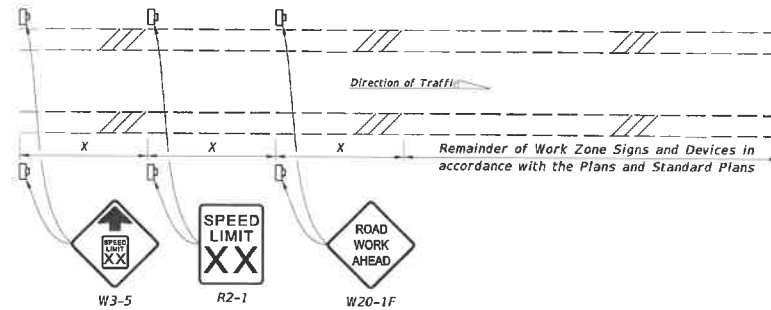 Direction of Traffi
X
X
X
Remainder of Work Zone Signs and Devices in
accordance with the Plans and Standard Plans
SPEED
LIMIT
XX
W3-5
SPEED
LIMIT
XX
R2-1
ROAD
WORK
AHEAD
W20-1F